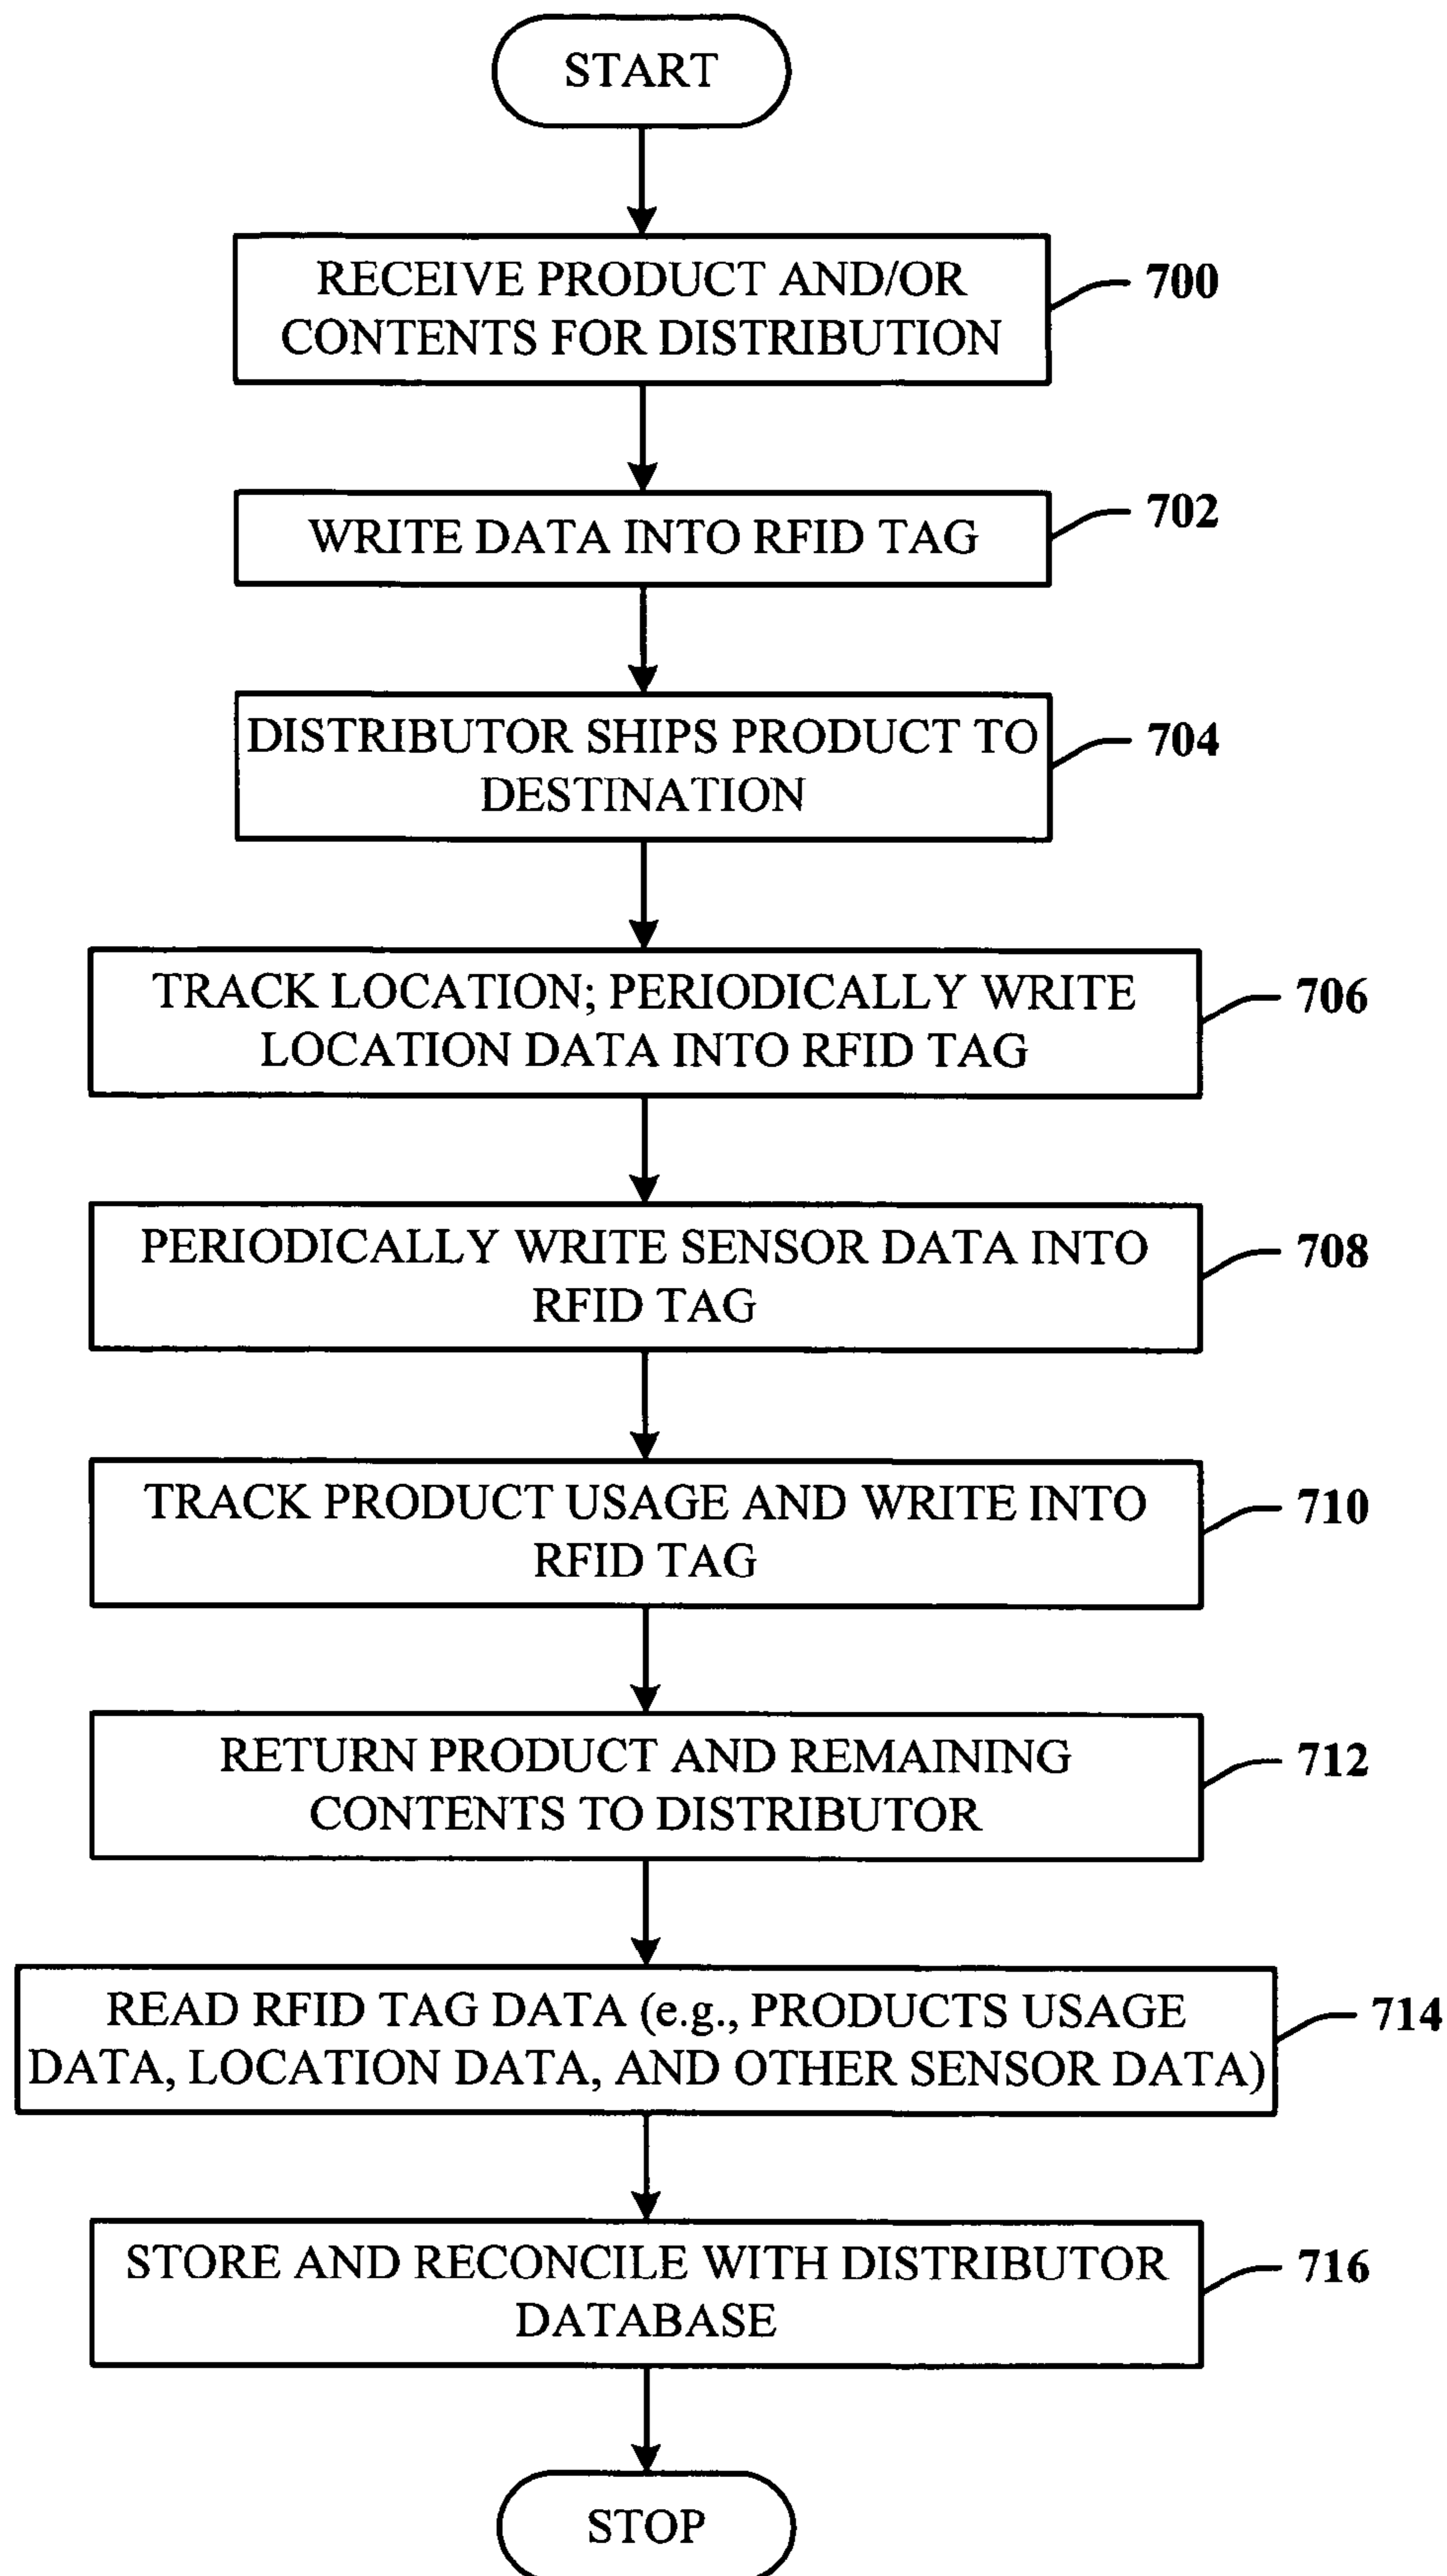 START
RECEIVE PRODUCT AND/OR
CONTENTS FOR DISTRIBUTION
700
WRITE DATA INTO RFID TAG
702
DISTRIBUTOR SHIPS PRODUCT TO
DESTINATION
704
TRACK LOCATION; PERIODICALLY WRITE
LOCATION DATA INTO RFID TAG
706
PERIODICALLY WRITE SENSOR DATA INTO
RFID TAG
708
TRACK PRODUCT USAGE AND WRITE INTO
RFID TAG
710
RETURN PRODUCT AND REMAINING
CONTENTS TO DISTRIBUTOR
712
READ RFID TAG DATA (e.g., PRODUCTS USAGE
DATA, LOCATION DATA, AND OTHER SENSOR DATA)
714
STORE AND RECONCILE WITH DISTRIBUTOR
DATABASE
716
STOP